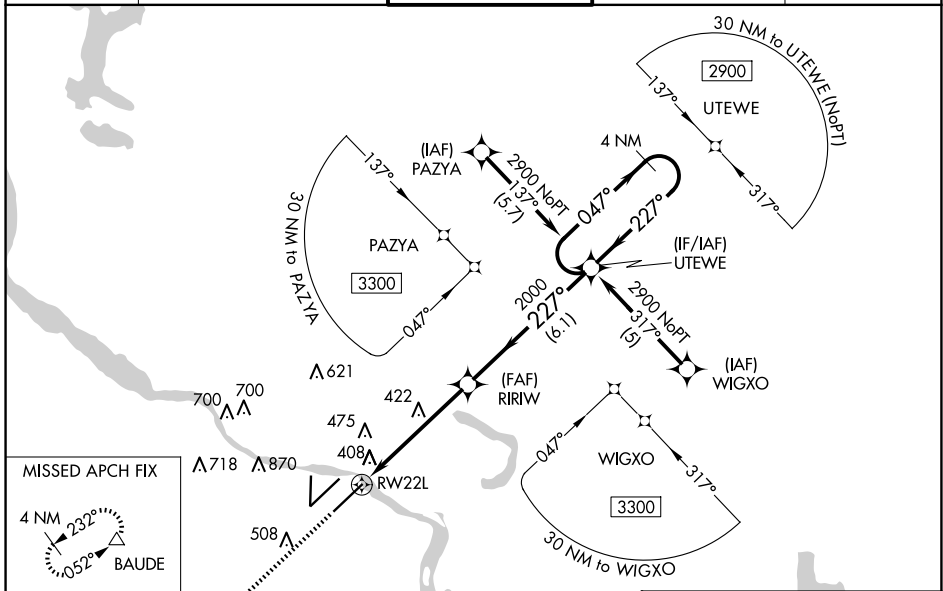 30 NM to UTEWE (NoPT)
2900
137°
UTEWE
317°
4 NM
(IAF)
PAZYA
2900 NoPT
137°
(5.7)
047°
227°
(IF/IAF)
UTEWE
137°
PAZYA
3300
30 NM to PAZYA
047°
2000
227°
(6.1)
2900 NoPT
317°
(5)
(IAF)
WIGXO
(FAF)
RIRIW
621
700
700
422
475
408
718
870
RW22L
508
047°
WIGXO
317°
3300
30 NM to WIGXO
MISSED APCH FIX
4 NM
232°
052°
BAUDE